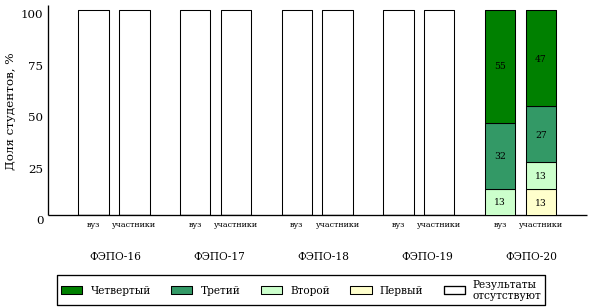 Доля студентов, %
100
75
50
25
0
55
32
13
47
27
13
13
вуз участники вуз участники вуз участники вуз участники вуз участники
ФЭПО-16 ФЭПО-17 ФЭПО-18 ФЭПО-19 ФЭПО-20
Четвертый Третий Второй Первый Результаты
отсутствуют